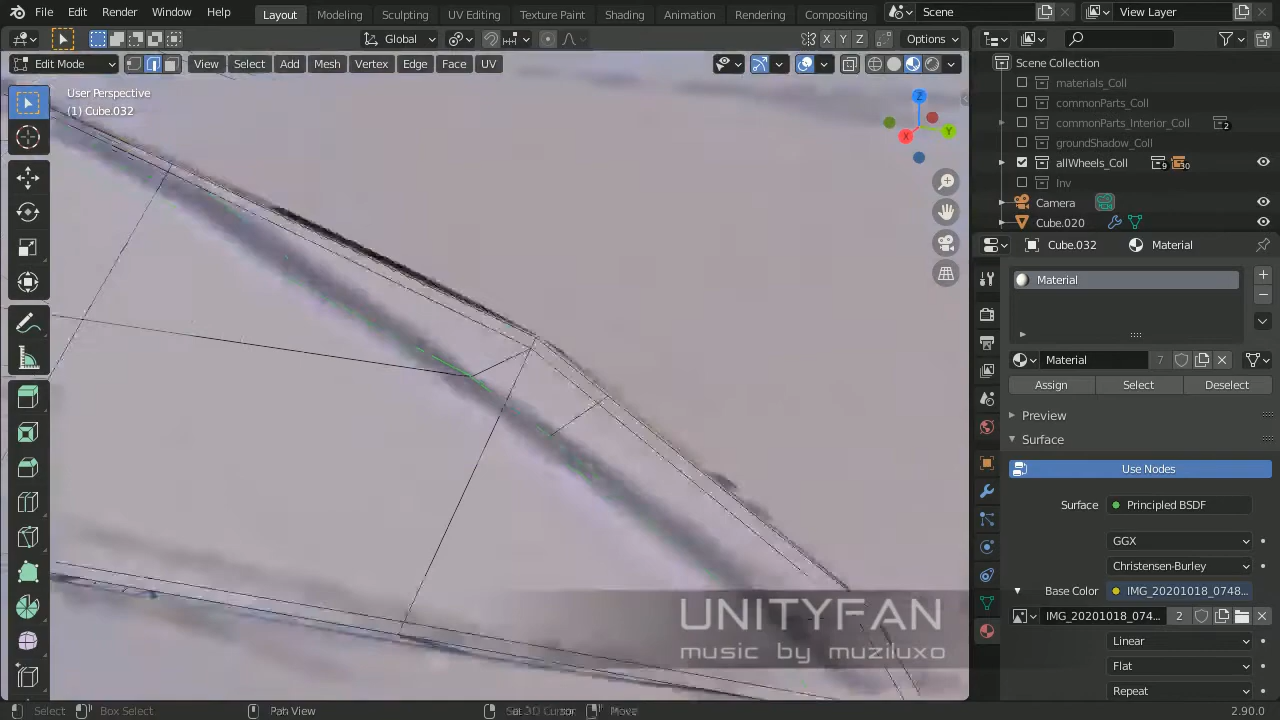 File Edit Render Window Help Layout Modeling Sculpting UV Editing Texture Paint Shading Animation Rendering Compositing Scene View Layer
Global X Y Z Options
Edit Mode View Select Add Mesh Vertex Edge Face UV
User Perspective
(1) Cube.032
Z
Y
X
Scene Collection
materials_Coll
commonParts_Coll
commonParts_Interior_Coll 2
groundShadow_Coll
allWheels_Coll 9 30
Inv
Camera
Cube.020
Cube.032 Material
Material
Material 7
Assign Select Deselect
Preview
Surface
Use Nodes
Surface Principled BSDF
GGX
Christensen-Burley
Base Color IMG_20201018_0748...
IMG_20201018_074... 2
Linear
Flat
Repeat
UNITYFAN
music by muziluxo
Select Box Select Pan View Move 2.90.0